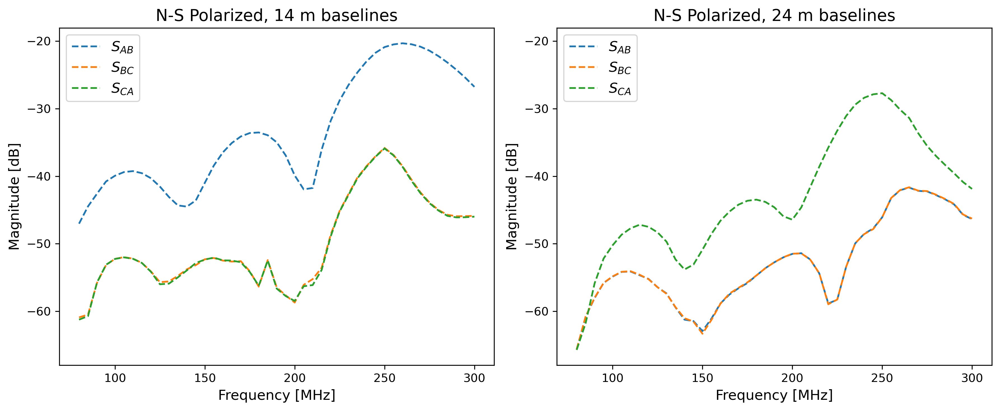 N-S Polarized, 14 m baselines
−20
−30
−40
−50
−60
Magnitude [dB]
S_AB
S_BC
S_CA
100 150 200 250 300
Frequency [MHz]
N-S Polarized, 24 m baselines
−20
−30
−40
−50
−60
Magnitude [dB]
S_AB
S_BC
S_CA
100 150 200 250 300
Frequency [MHz]